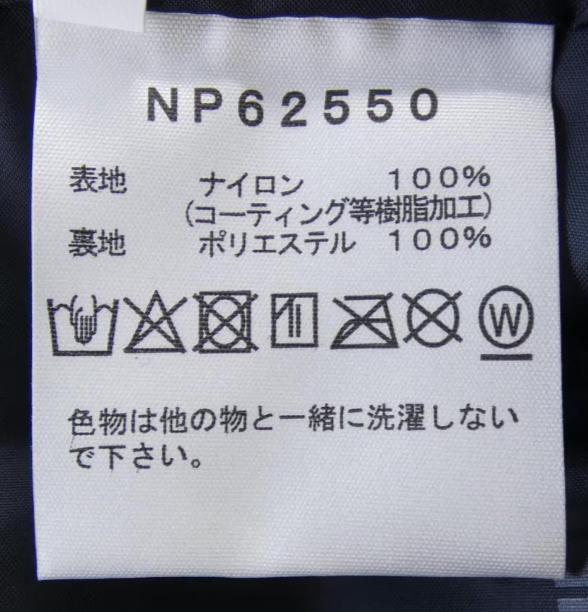 NP62550
表地 ナイロン 100%
(コーティング等樹脂加工)
裏地 ポリエステル 100%
W
色物は他の物と一緒に洗濯しない
で下さい。